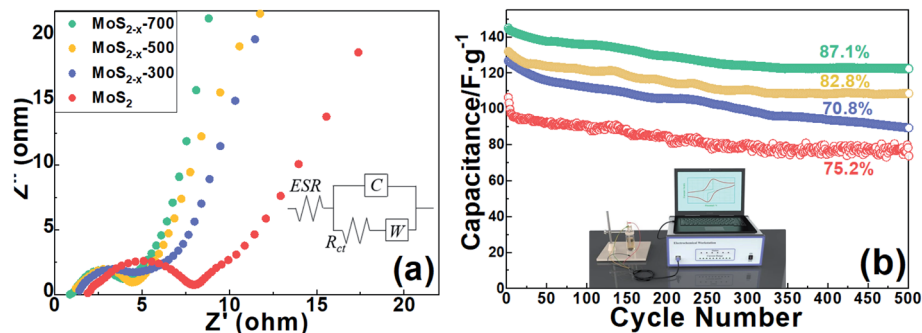 20
15
10
5
0
Z'' (ohm)
MoS2-x-700
MoS2-x-500
MoS2-x-300
MoS2
ESR
C
Rct
W
(a)
0 5 10 15 20
Z' (ohm)
Capacitance/F·g-1
140
120
100
80
60
40
20
0
87.1%
82.8%
70.8%
75.2%
(b)
0 50 100 150 200 250 300 350 400 450 500
Cycle Number